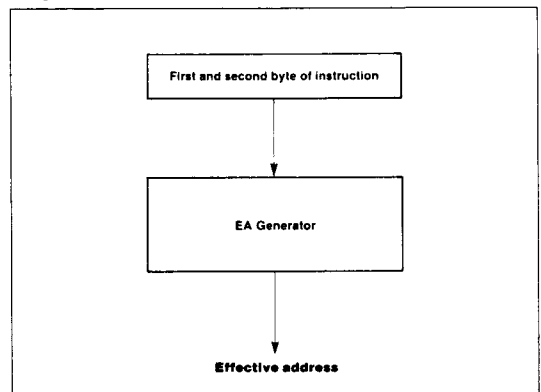 First and second byte of instruction
EA Generator
Effective address